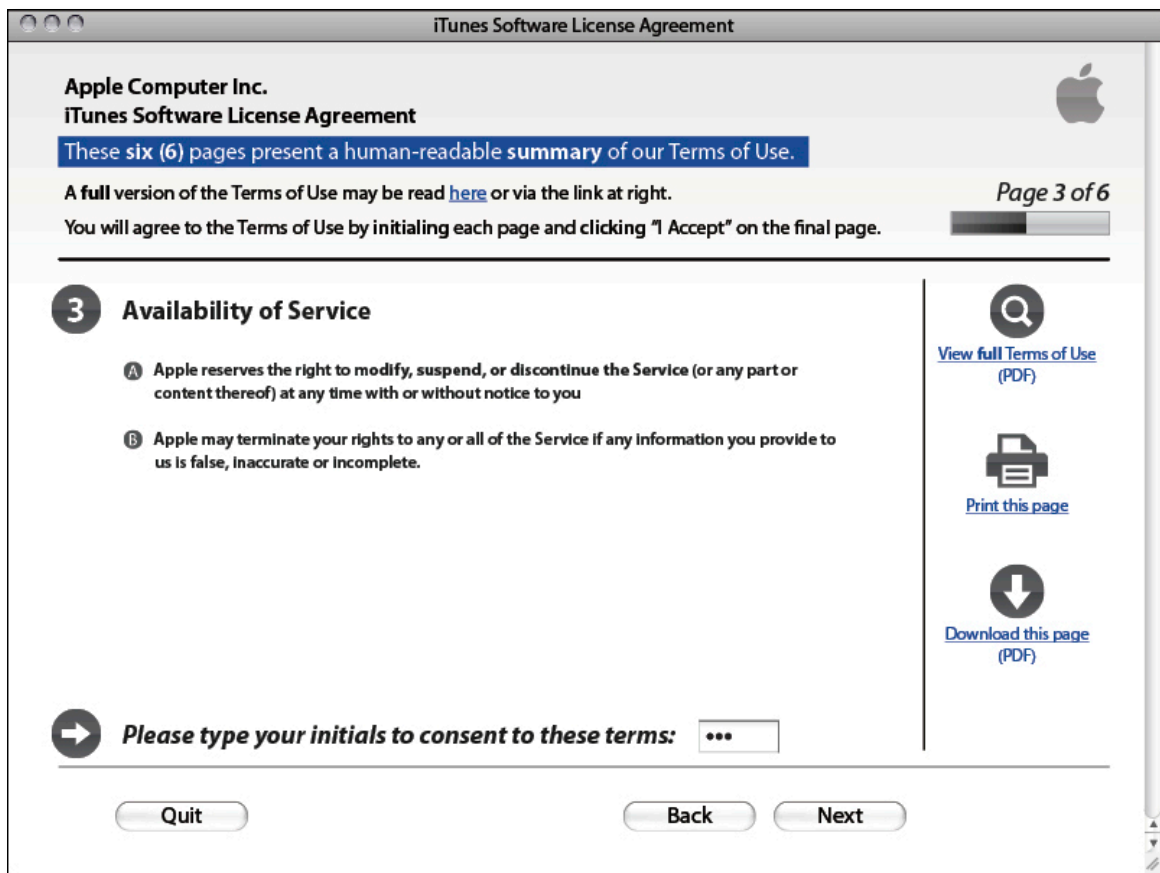 iTunes Software License Agreement
Apple Computer Inc.
iTunes Software License Agreement
These six (6) pages present a human-readable summary of our Terms of Use.
A full version of the Terms of Use may be read here or via the link at right.
Page 3 of 6
You will agree to the Terms of Use by initialing each page and clicking "I Accept" on the final page.
3 Availability of Service
A Apple reserves the right to modify, suspend, or discontinue the Service (or any part or
content thereof) at any time with or without notice to you
B Apple may terminate your rights to any or all of the Service if any information you provide to
us is false, inaccurate or incomplete.
View full Terms of Use
(PDF)
Print this page
Download this page
(PDF)
Please type your initials to consent to these terms: •••
Quit
Back
Next